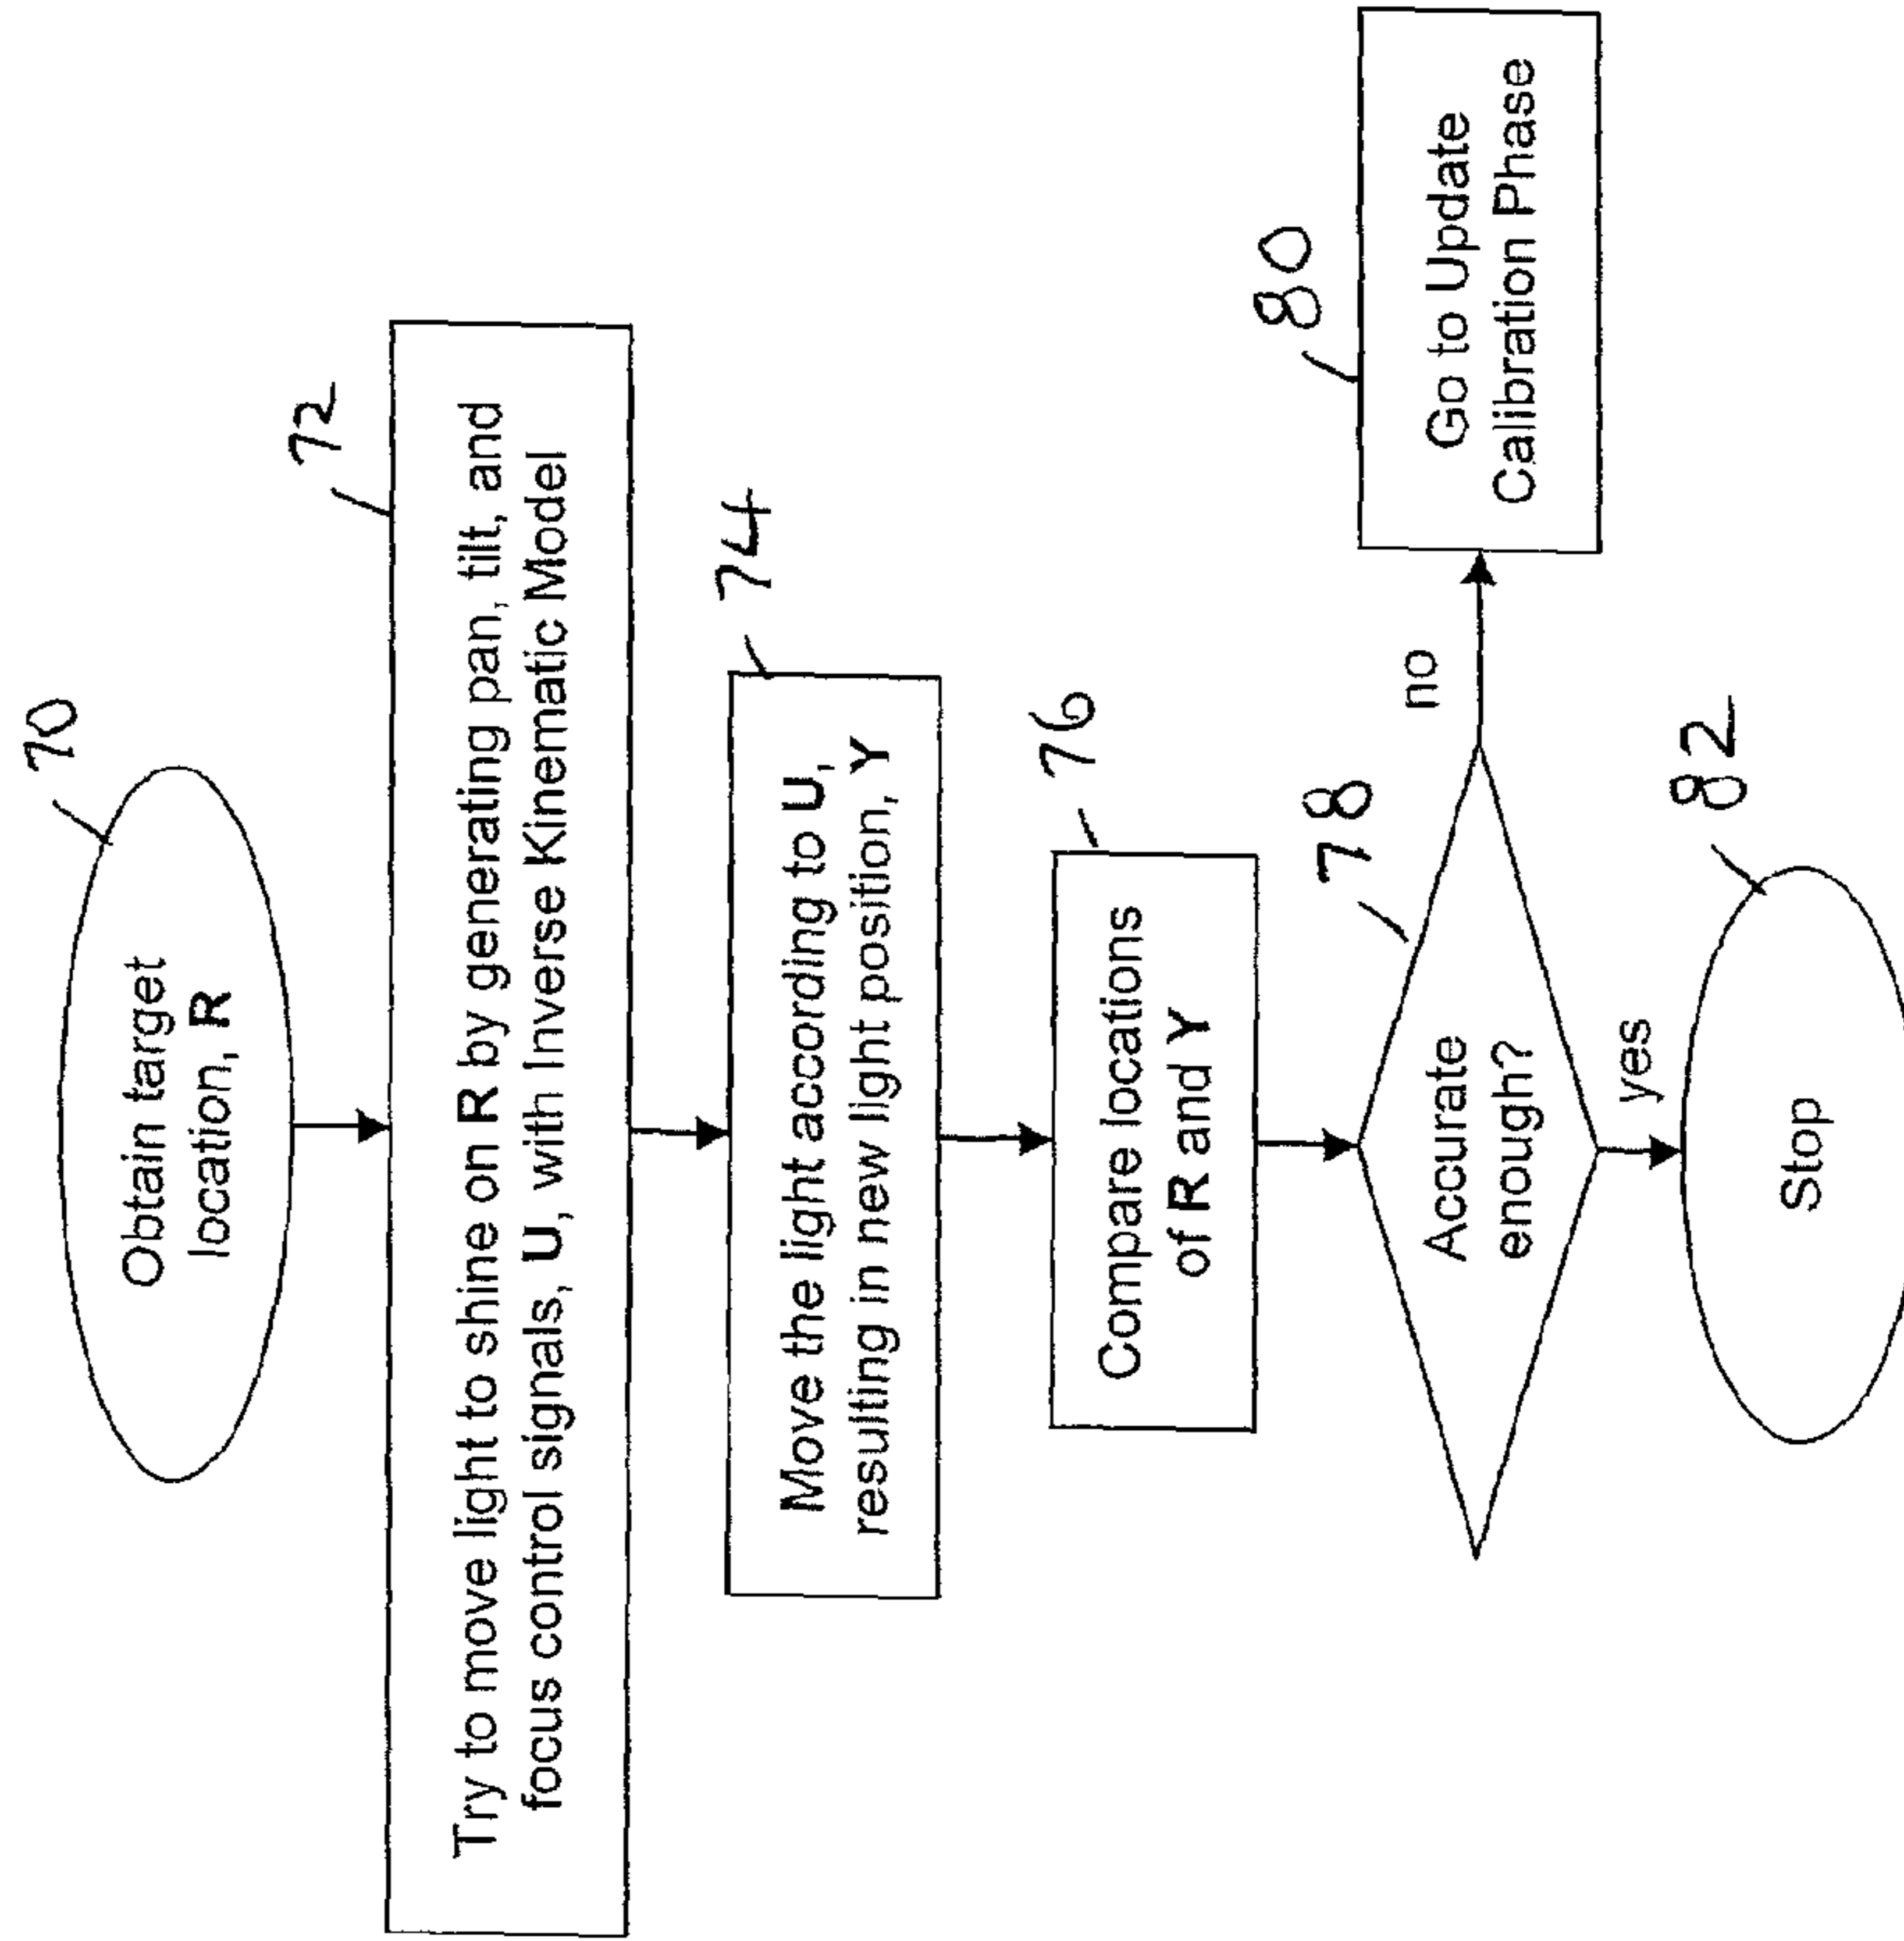 70
Obtain target
location, R
72
Try to move light to shine on R by generating pan, tilt, and
focus control signals, U, with Inverse Kinematic Model
74
Move the light according to U,
resulting in new light position, Y
76
Compare locations
of R and Y
78
Accurate
enough?
no
80
Go to Update
Calibration Phase
yes
82
Stop